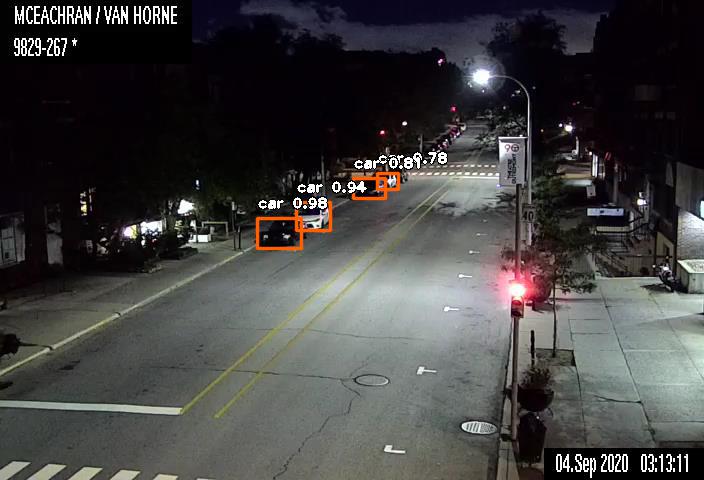 MCEACHRAN / VAN HORNE
9829-267 *
car 0.81
0.78
car 0.94
car 0.98
40
04.Sep 2020 03:13:11